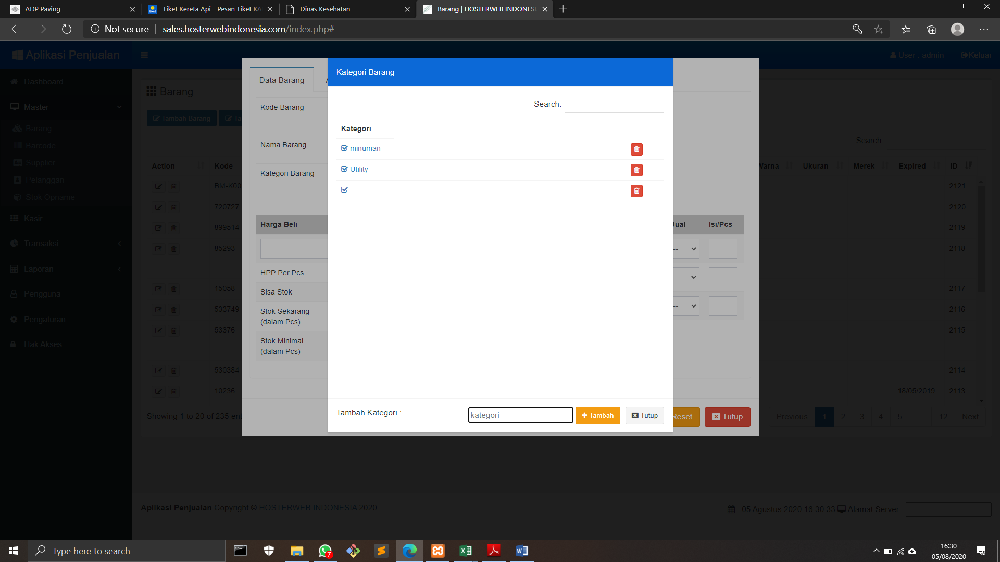 ADP Paving
Tiket Kereta Api - Pesan Tiket KA
Dinas Kesehatan
Barang | HOSTERWEB INDONESI
Not secure
sales.hosterwebindonesia.com/index.php#
Aplikasi Penjualan
User : admin
Keluar
Dashboard
Master
Barang
Barcode
Supplier
Pelanggan
Stok Opname
Kasir
Transaksi
Laporan
Pengguna
Pengaturan
Hak Akses
Barang
Tambah Barang
Ta
Search:
Action Kode Warna Ukuran Merek Expired ID
BM-K00 2121
720727 2120
899514 2119
85293 2118
15058 2117
533749 2116
53376 2115
530384 2114
10236 18/05/2019 2113
Showing 1 to 20 of 235 ent
Previous 1 2 3 4 5 ... 12 Next
Data Barang
Kode Barang
Nama Barang
Kategori Barang
Harga Beli Jual Isi/Pcs
--
HPP Per Pcs
--
Sisa Stok
--
Stok Sekarang
(dalam Pcs)
Stok Minimal
(dalam Pcs)
Reset
Tutup
Kategori Barang
Search:
Kategori
minuman
Utility
Tambah Kategori :
kategori
Tambah
Tutup
Aplikasi Penjualan Copyright © HOSTERWEB INDONESIA 2020
05 Agustus 2020 16:30:33 Alamat Server :
Type here to search
7
16:30
05/08/2020